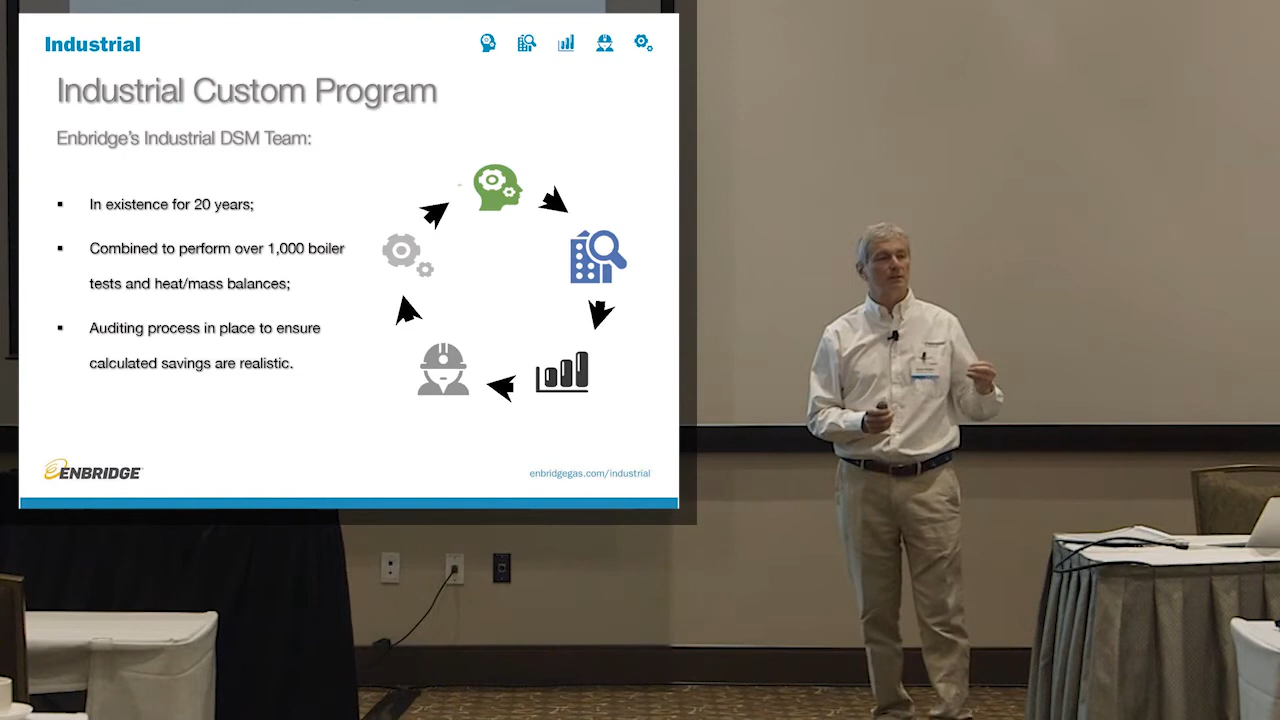 Industrial
Industrial Custom Program
Enbridge's Industrial DSM Team:
▪ In existence for 20 years;
▪ Combined to perform over 1,000 boiler
tests and heat/mass balances;
▪ Auditing process in place to ensure
calculated savings are realistic.
ENBRIDGE
enbridgegas.com/industrial